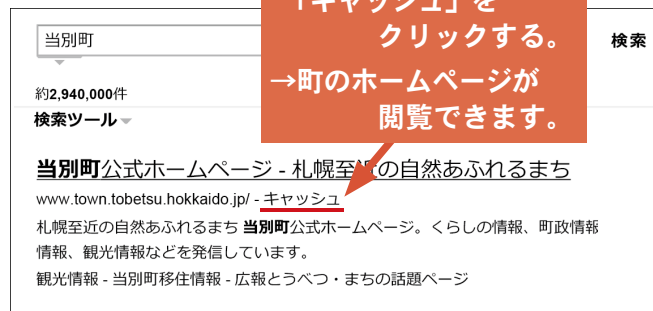 「キャッシュ」を
クリックする。
→町のホームページが
閲覧できます。
当別町
検索
約2,940,000件
検索ツール
当別町公式ホームページ - 札幌至近の自然あふれるまち
www.town.tobetsu.hokkaido.jp/ - キャッシュ
札幌至近の自然あふれるまち 当別町公式ホームページ。くらしの情報、町政情報
情報、観光情報などを発信しています。
観光情報 - 当別町移住情報 - 広報とうべつ・まちの話題ページ